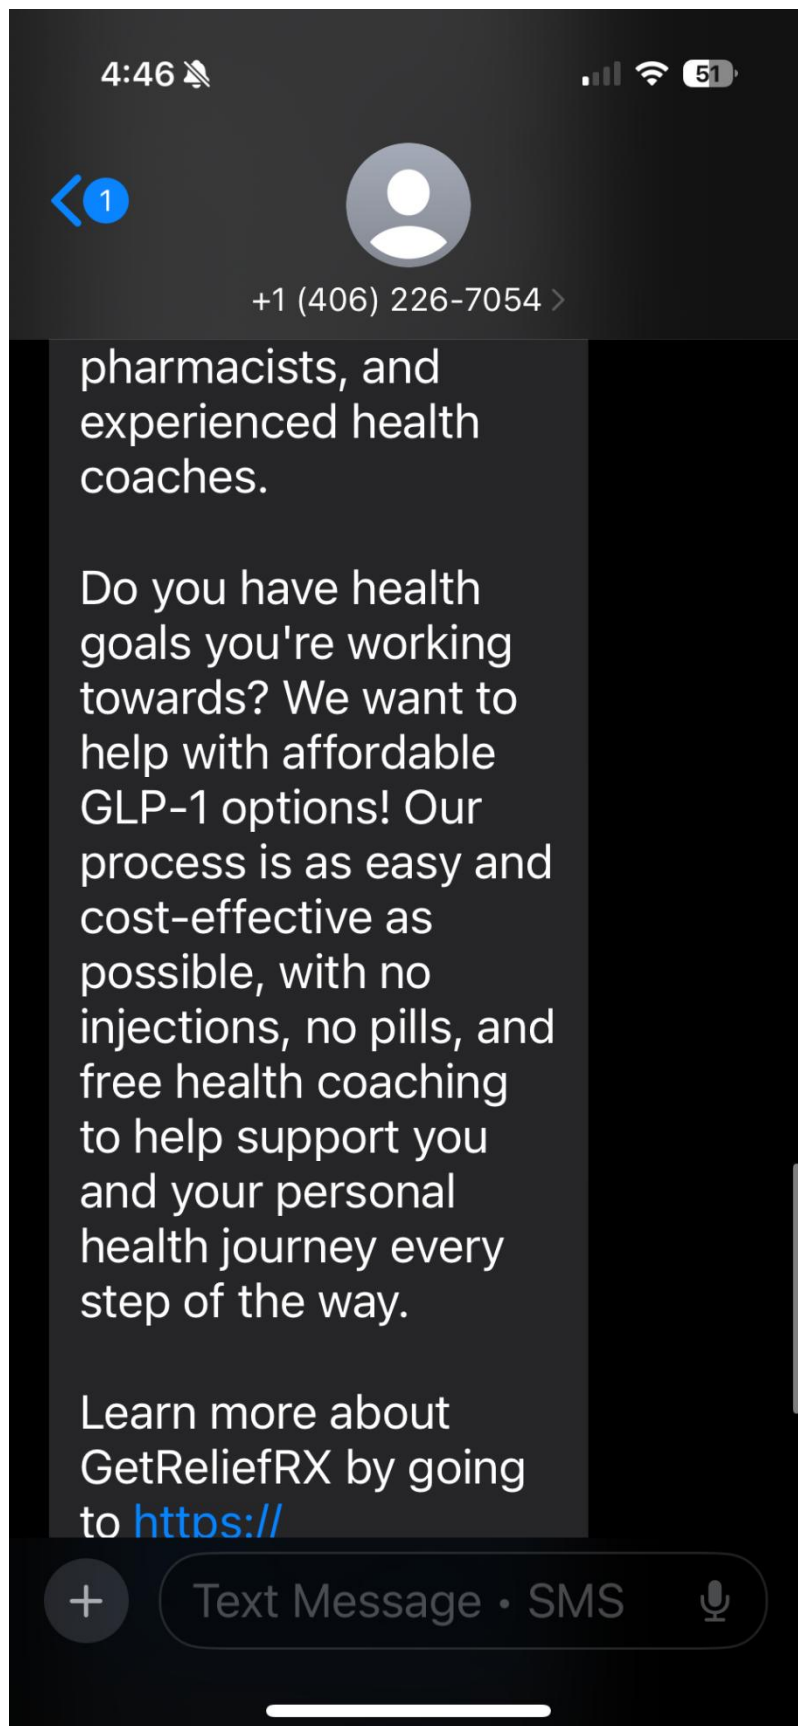 4:46
51
1
+1 (406) 226-7054
pharmacists, and
experienced health
coaches.
Do you have health
goals you're working
towards? We want to
help with affordable
GLP-1 options! Our
process is as easy and
cost-effective as
possible, with no
injections, no pills, and
free health coaching
to help support you
and your personal
health journey every
step of the way.
Learn more about
GetReliefRX by going
to https://
Text Message • SMS